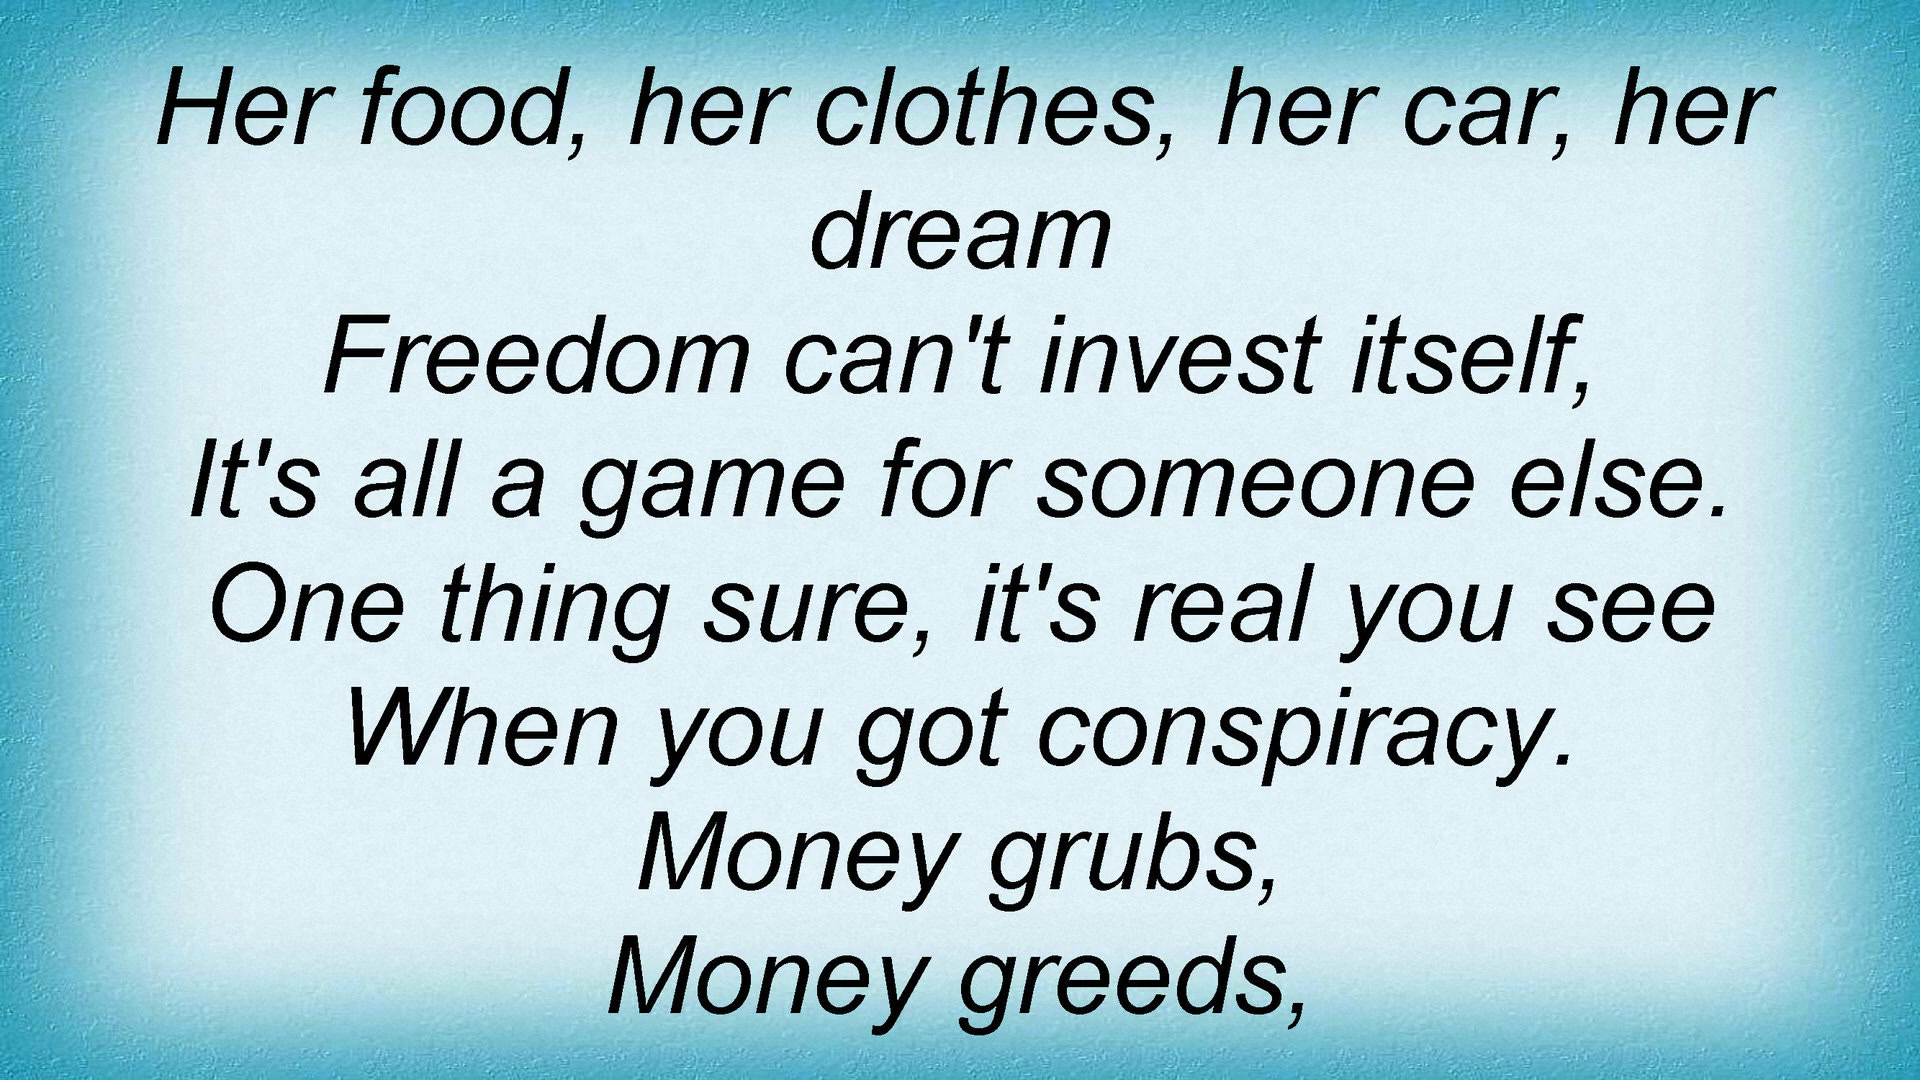 Her food, her clothes, her car, her
dream
Freedom can't invest itself,
It's all a game for someone else.
One thing sure, it's real you see
When you got conspiracy.
Money grubs,
Money greeds,